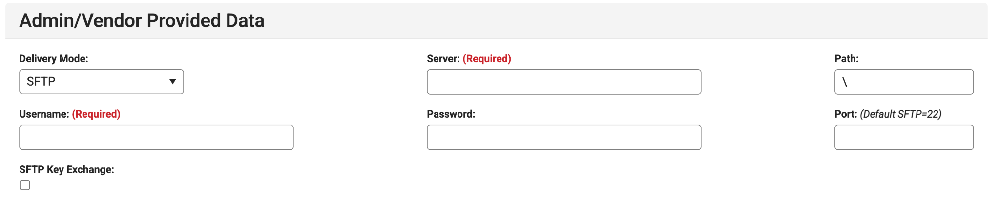 Admin/Vendor Provided Data
Delivery Mode:
SFTP
Server: (Required)
Path:
\
Username: (Required)
Password:
Port: (Default SFTP=22)
SFTP Key Exchange: